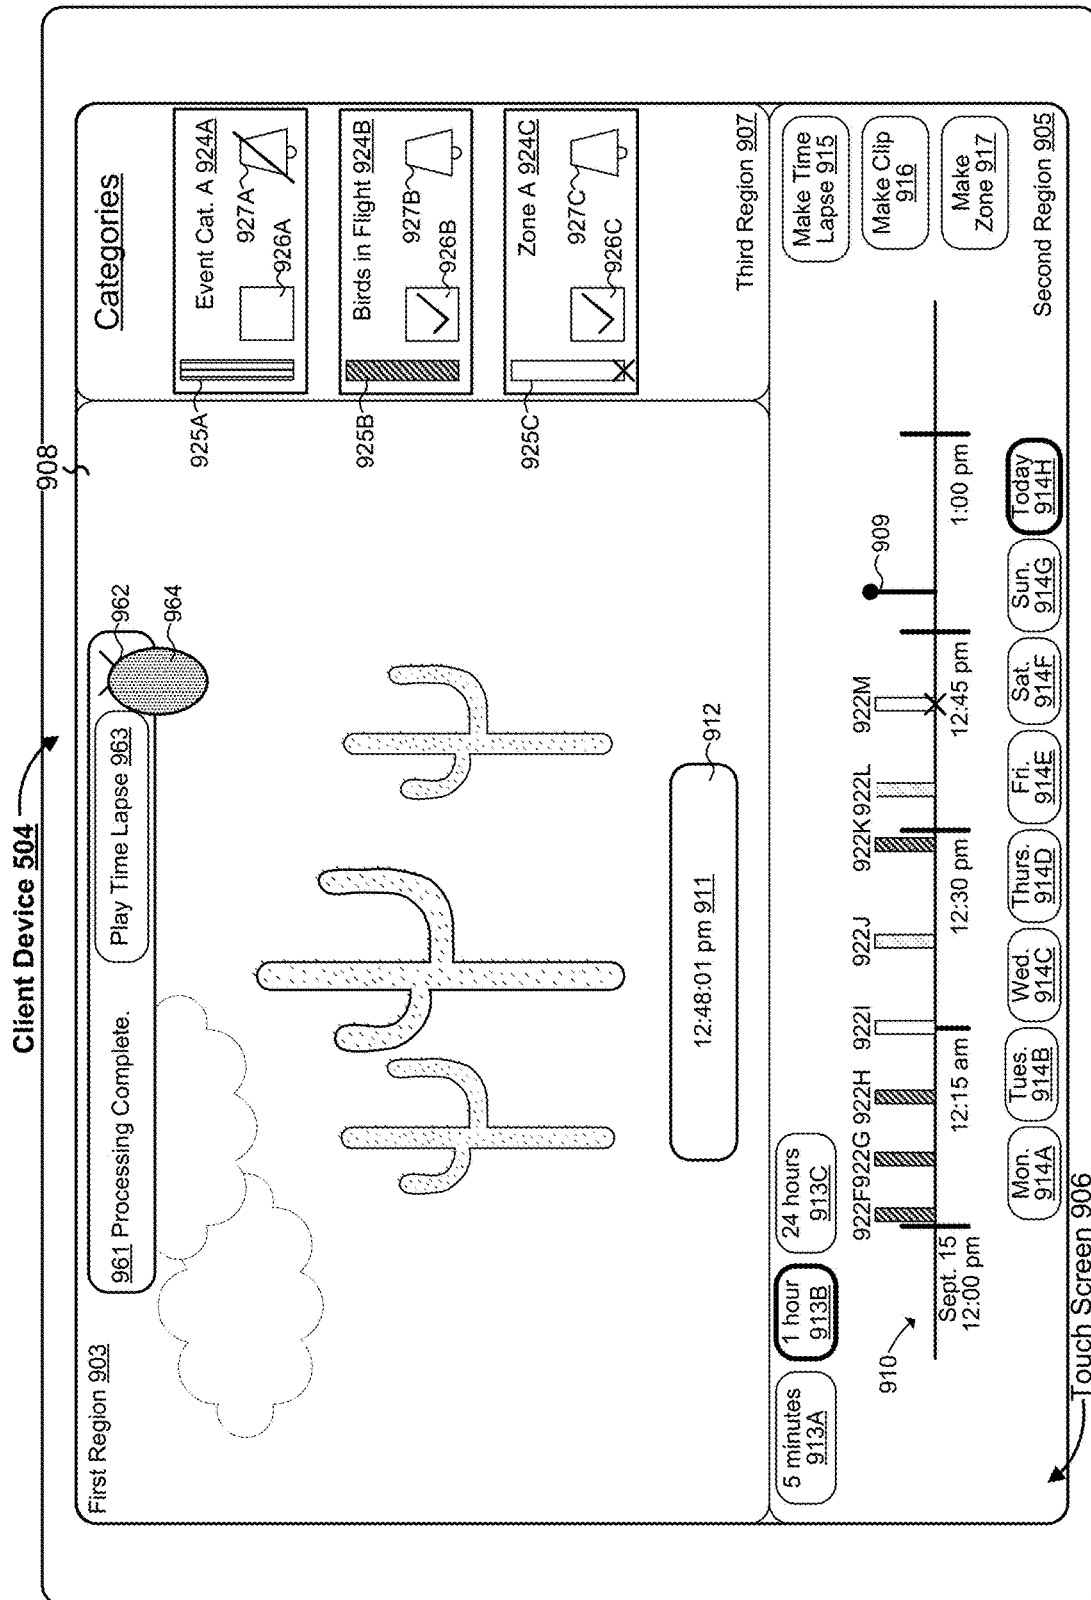 Client Device 504
908
First Region 903
961 Processing Complete.
Play Time Lapse 963
962
964
Categories
Event Cat. A 924A
927A
926A
925A
Birds in Flight 924B
927B
926B
925B
Zone A 924C
927C
926C
925C
Third Region 907
12:48:01 pm 911
912
5 minutes
913A
1 hour
913B
24 hours
913C
Make Time
Lapse 915
Make Clip
916
Make
Zone 917
910
922F
922G
922H
922I
922J
922K
922L
922M
909
Sept. 15
12:00 pm
12:15 am
12:30 pm
12:45 pm
1:00 pm
Mon.
914A
Tues.
914B
Wed.
914C
Thurs.
914D
Fri.
914E
Sat.
914F
Sun.
914G
Today
914H
Second Region 905
Touch Screen 906